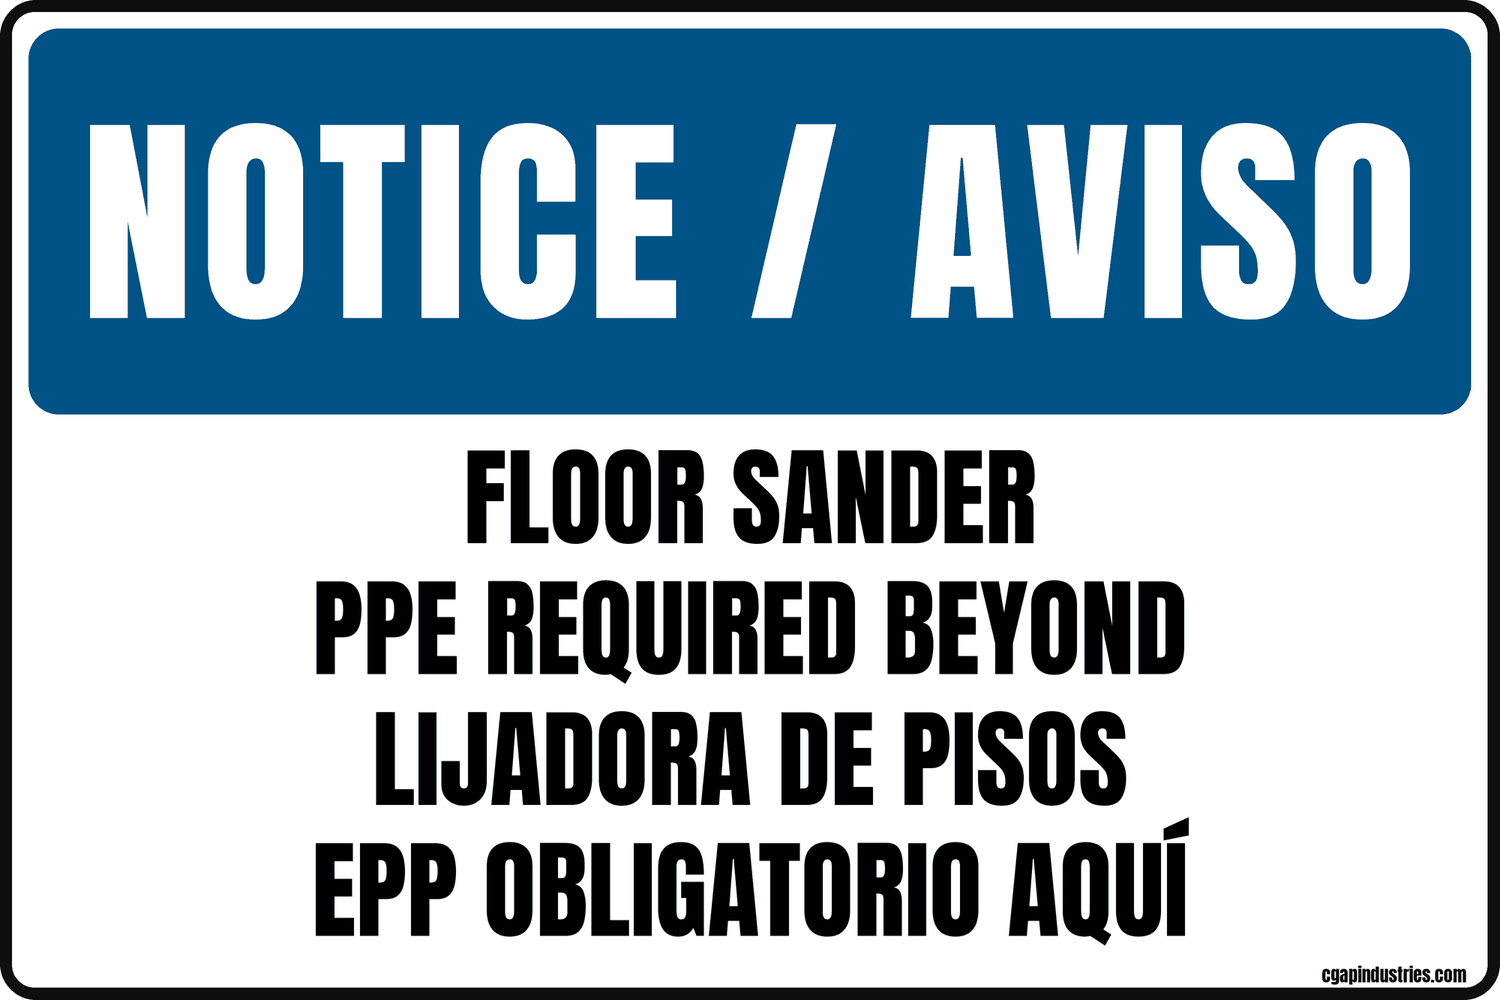 NOTICE / AVISO
FLOOR SANDER
PPE REQUIRED BEYOND
LIJADORA DE PISOS
EPP OBLIGATORIO AQUÍ
cgapindustries.com